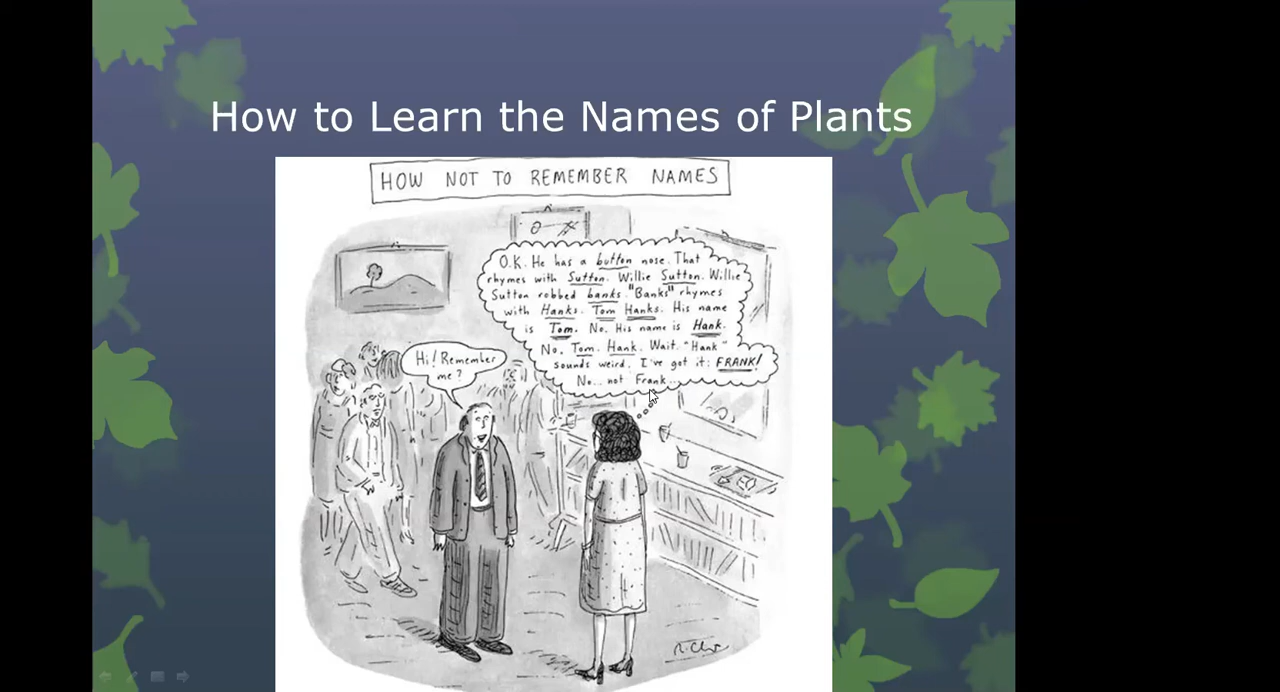 How to Learn the Names of Plants
HOW NOT TO REMEMBER NAMES
O.K. He has a button nose. That
rhymes with Sutton. Willie Sutton. Willie
Sutton robbed banks. "Banks" rhymes
with Hanks. Tom Hanks. His name
is Tom. No. His name is Hank.
No. Tom. Hank. Wait. "Hank"
sounds weird. I've got it: FRANK!
No... not Frank...
Hi! Remember
me?
R. Chast